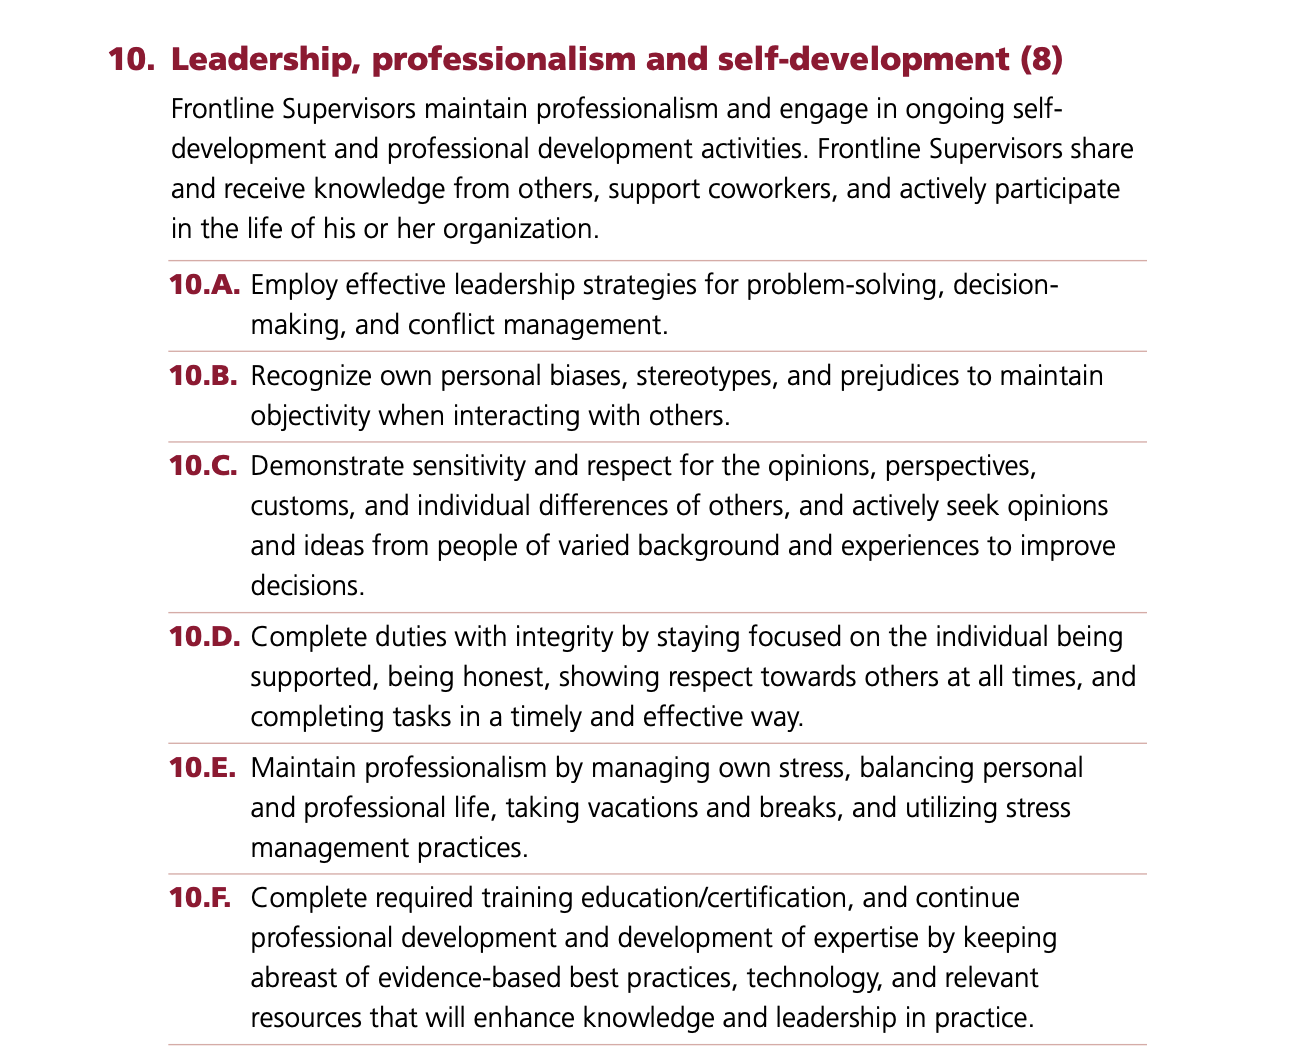 10. Leadership, professionalism and self-development (8)
Frontline Supervisors maintain professionalism and engage in ongoing self-
development and professional development activities. Frontline Supervisors share
and receive knowledge from others, support coworkers, and actively participate
in the life of his or her organization.
10.A. Employ effective leadership strategies for problem-solving, decision-
making, and conflict management.
10.B. Recognize own personal biases, stereotypes, and prejudices to maintain
objectivity when interacting with others.
10.C. Demonstrate sensitivity and respect for the opinions, perspectives,
customs, and individual differences of others, and actively seek opinions
and ideas from people of varied background and experiences to improve
decisions.
10.D. Complete duties with integrity by staying focused on the individual being
supported, being honest, showing respect towards others at all times, and
completing tasks in a timely and effective way.
10.E. Maintain professionalism by managing own stress, balancing personal
and professional life, taking vacations and breaks, and utilizing stress
management practices.
10.F. Complete required training education/certification, and continue
professional development and development of expertise by keeping
abreast of evidence-based best practices, technology, and relevant
resources that will enhance knowledge and leadership in practice.